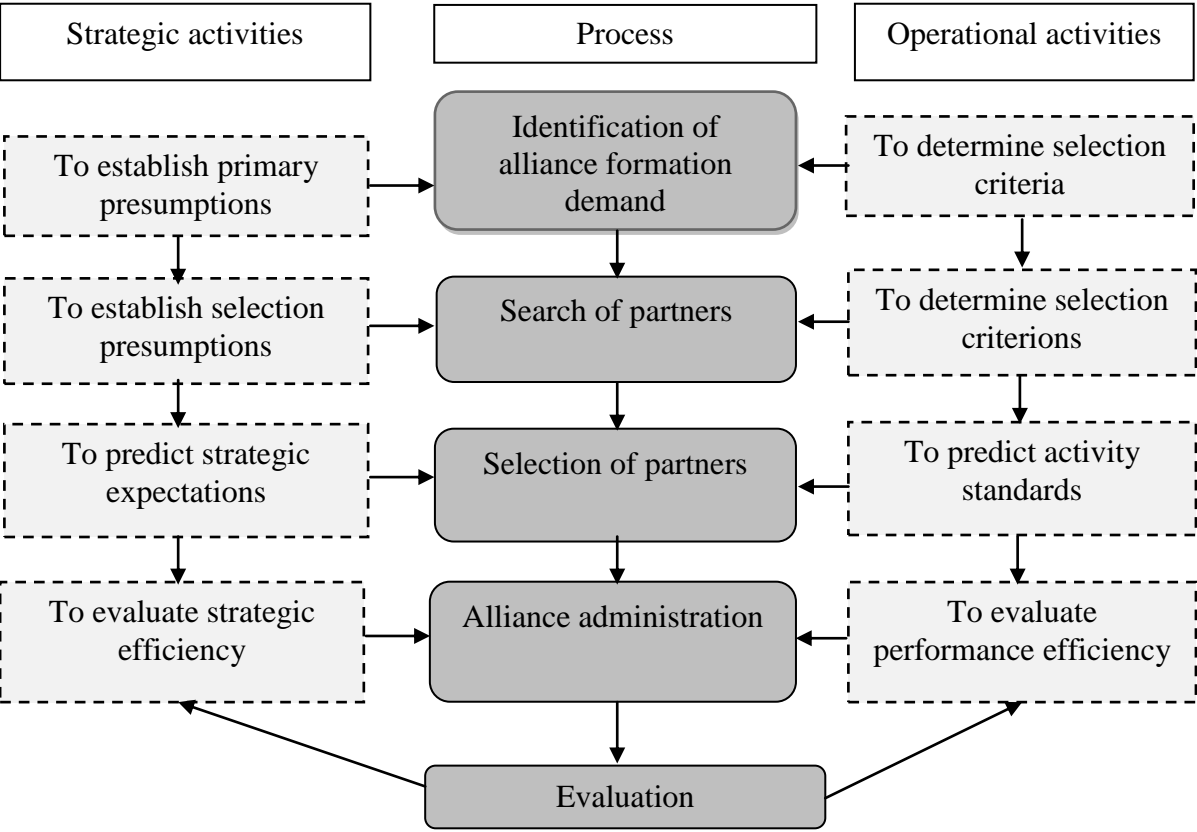 Strategic activities
Process
Operational activities
Identification of
alliance formation
demand
To establish primary
presumptions
To determine selection
criteria
To establish selection
presumptions
Search of partners
To determine selection
criterions
To predict strategic
expectations
Selection of partners
To predict activity
standards
To evaluate strategic
efficiency
Alliance administration
To evaluate
performance efficiency
Evaluation